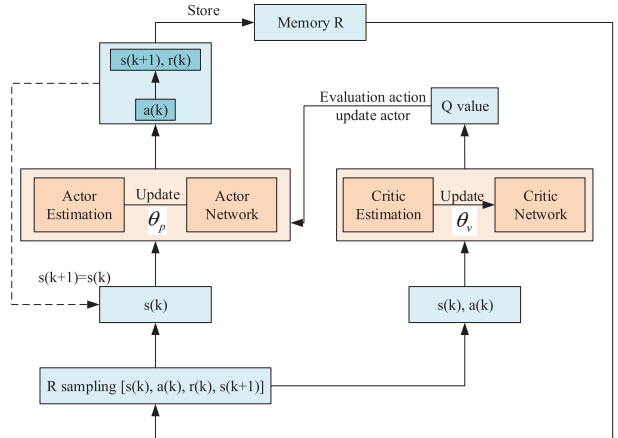 Store
Memory R
s(k+1), r(k)
a(k)
Evaluation action
update actor
Q value
Actor
Estimation
Update
θp
Actor
Network
Critic
Estimation
Update
θv
Critic
Network
s(k+1)=s(k)
s(k)
s(k), a(k)
R sampling [s(k), a(k), r(k), s(k+1)]